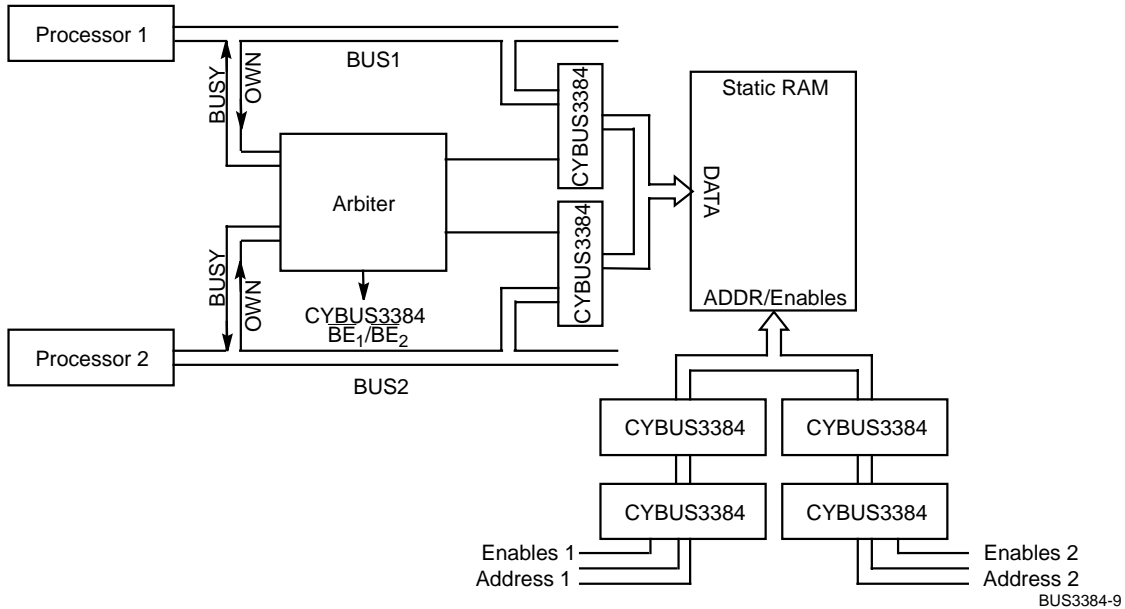 Processor 1
BUS1
BUSY
OWN
CYBUS3384
Static RAM
DATA
Arbiter
CYBUS3384
BUSY
OWN
CYBUS3384
BE1/BE2
ADDR/Enables
Processor 2
BUS2
CYBUS3384
CYBUS3384
CYBUS3384
CYBUS3384
Enables 1
Enables 2
Address 1
Address 2
BUS3384-9